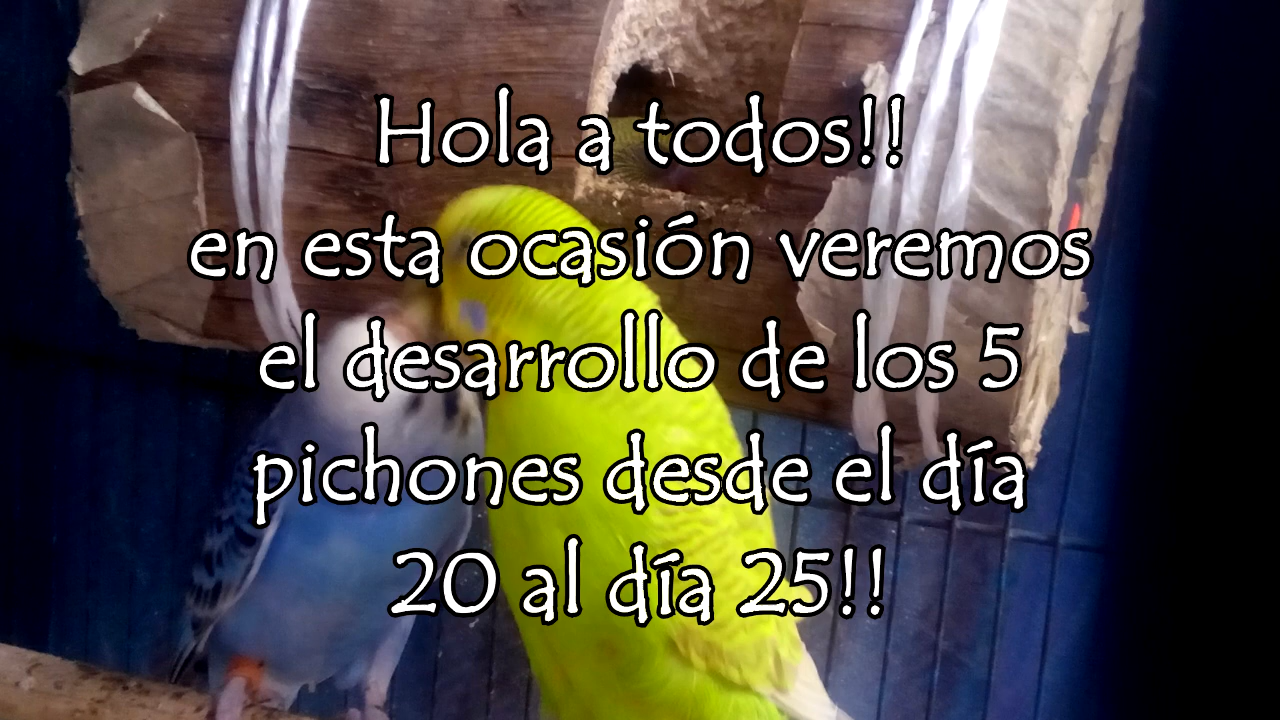 Hola a todos!!
en esta ocasión veremos
el desarrollo de los 5
pichones desde el día
20 al día 25!!